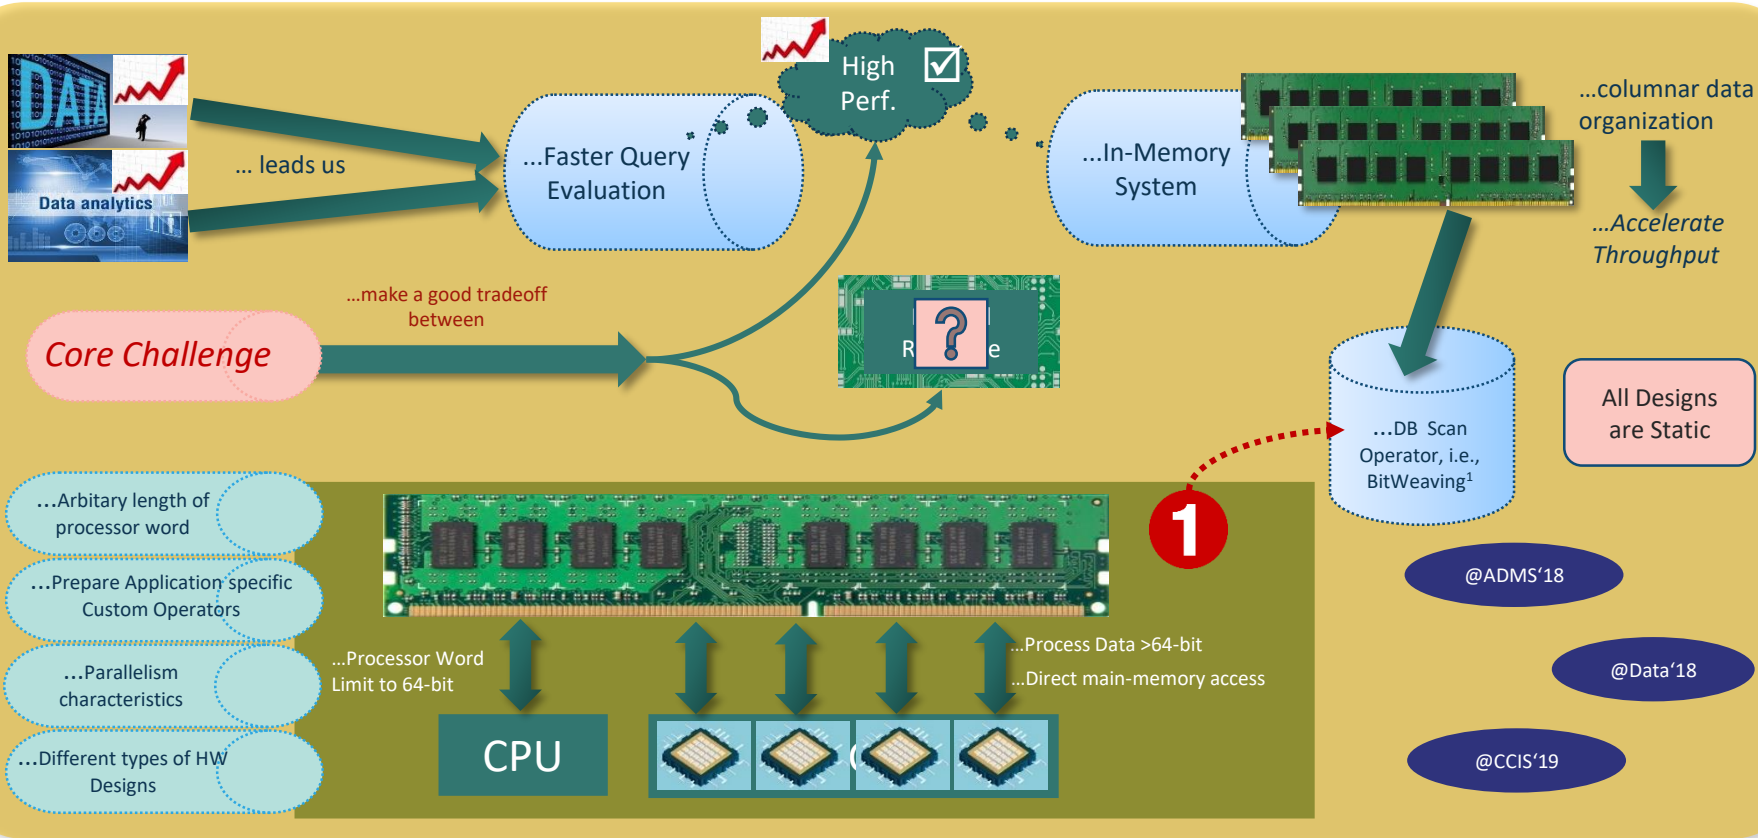 DATA
Data analytics
... leads us
...Faster Query
Evaluation
High
Perf.
...In-Memory
System
...columnar data
organization
...Accelerate
Throughput
Core Challenge
...make a good tradeoff
between
...DB Scan
Operator, i.e.,
BitWeaving1
All Designs
are Static
...Arbitary length of
processor word
...Prepare Application specific
Custom Operators
...Parallelism
characteristics
...Different types of HW
Designs
1
...Processor Word
Limit to 64-bit
...Process Data >64-bit
...Direct main-memory access
CPU
@ADMS‘18
@Data‘18
@CCIS‘19